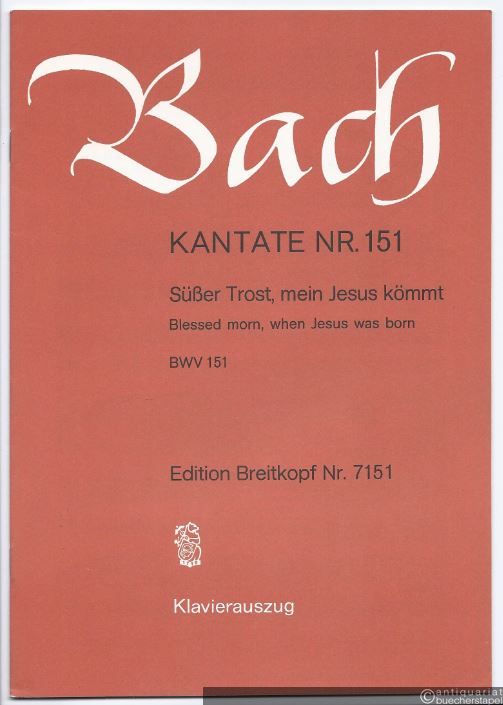 Bach
KANTATE NR. 151
Süßer Trost, mein Jesus kömmt
Blessed morn, when Jesus was born
BWV 151
Edition Breitkopf Nr. 7151
Klavierauszug
©antiquariat
buecherstapel